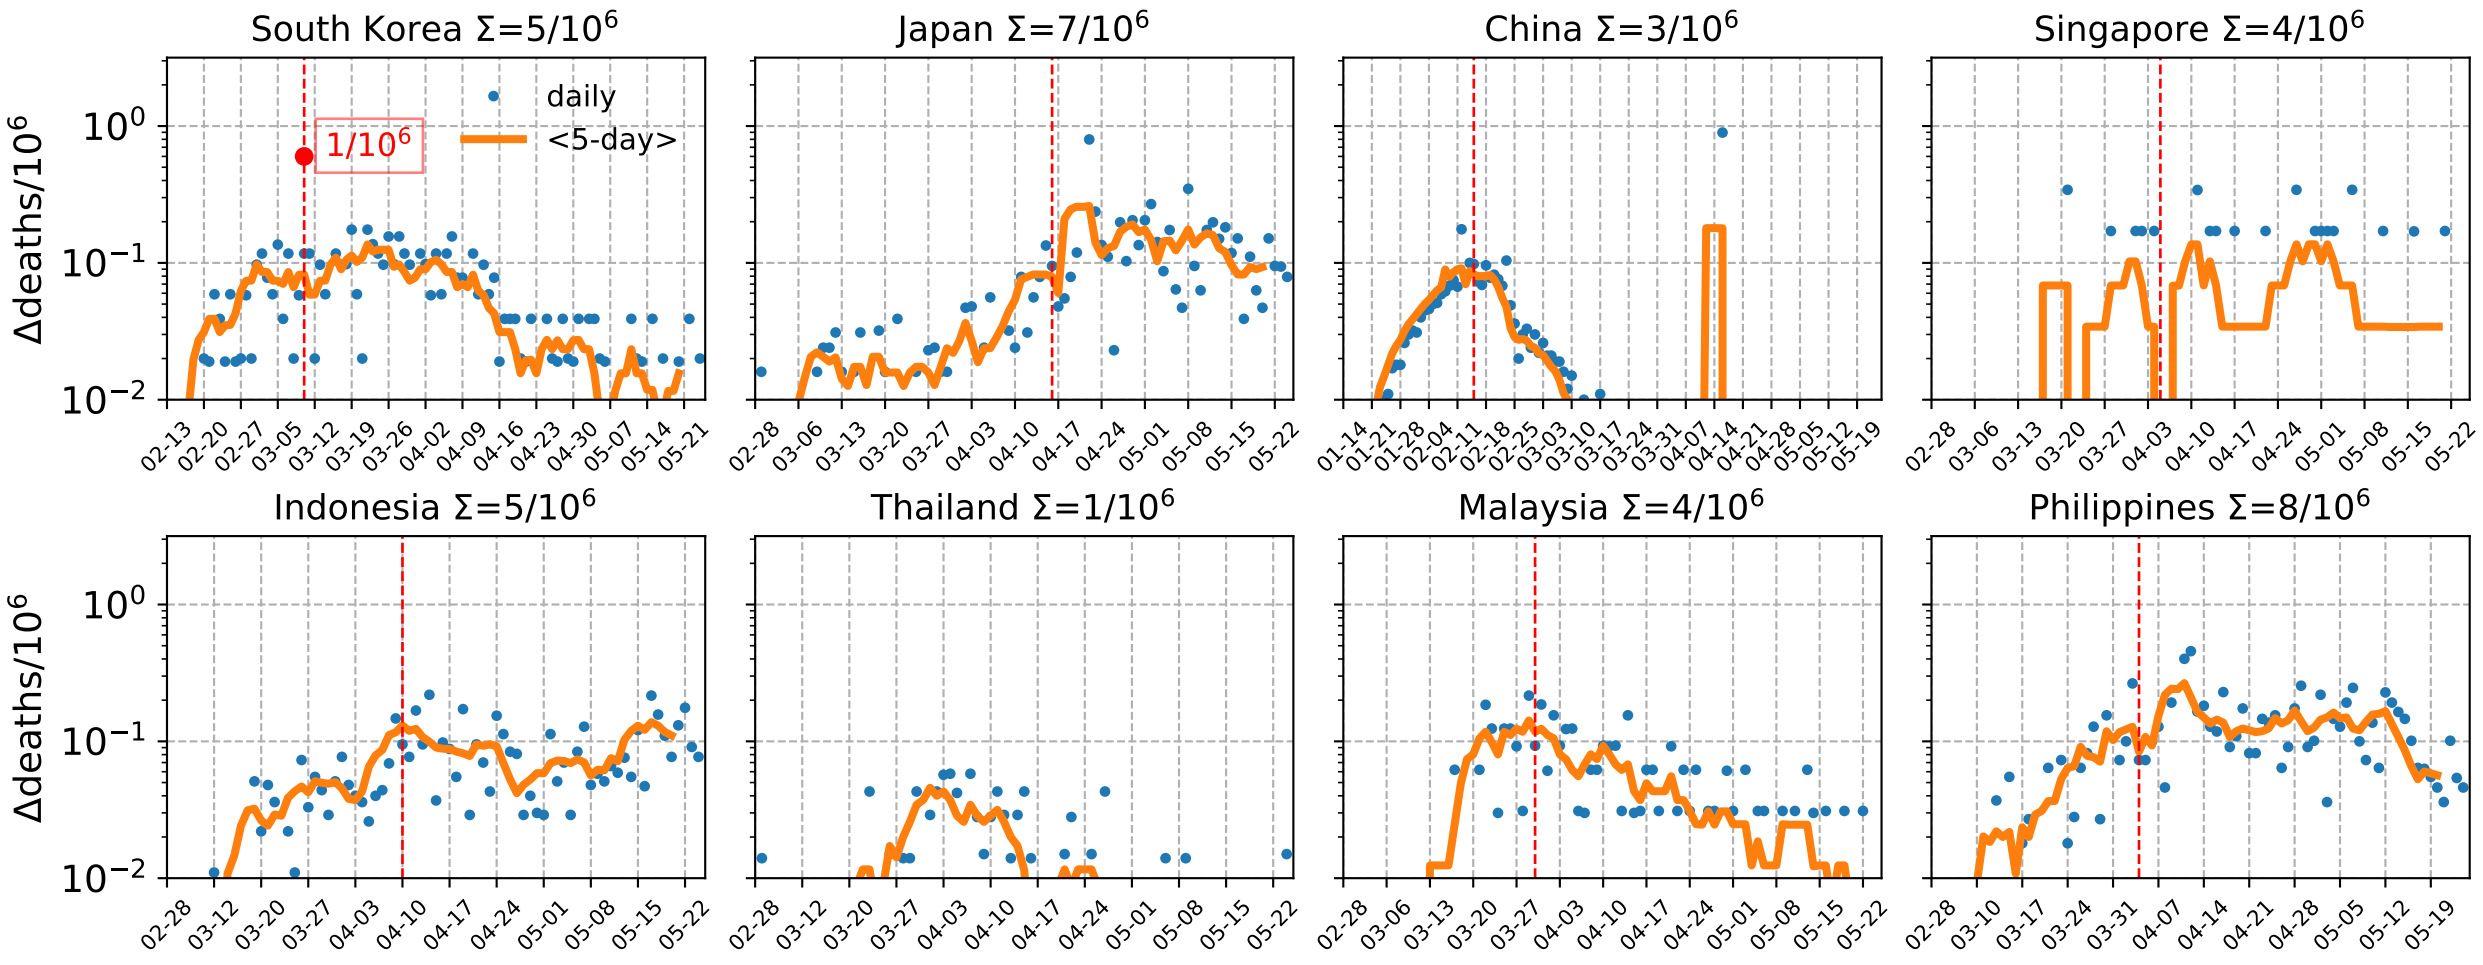 South Korea Σ=5/10⁶
Japan Σ=7/10⁶
China Σ=3/10⁶
Singapore Σ=4/10⁶
Δdeaths/10⁶
10⁰
10⁻¹
10⁻²
daily
<5-day>
1/10⁶
02-13 02-20 02-27 03-05 03-12 03-19 03-26 04-02 04-09 04-16 04-23 04-30 05-07 05-14 05-21
02-28 03-06 03-13 03-20 03-27 04-03 04-10 04-17 04-24 05-01 05-08 05-15 05-22
01-14 01-21 01-28 02-04 02-11 02-18 02-25 03-03 03-10 03-17 03-24 03-31 04-07 04-14 04-21 04-28 05-05 05-12 05-19
02-28 03-06 03-13 03-20 03-27 04-03 04-10 04-17 04-24 05-01 05-08 05-15 05-22
Indonesia Σ=5/10⁶
Thailand Σ=1/10⁶
Malaysia Σ=4/10⁶
Philippines Σ=8/10⁶
Δdeaths/10⁶
10⁰
10⁻¹
10⁻²
02-28 03-12 03-20 03-27 04-03 04-10 04-17 04-24 05-01 05-08 05-15 05-22
02-28 03-12 03-20 03-27 04-03 04-10 04-17 04-24 05-01 05-08 05-15 05-22
02-28 03-06 03-13 03-20 03-27 04-03 04-10 04-17 04-24 05-01 05-08 05-15 05-22
02-28 03-10 03-17 03-24 03-31 04-07 04-14 04-21 04-28 05-05 05-12 05-19